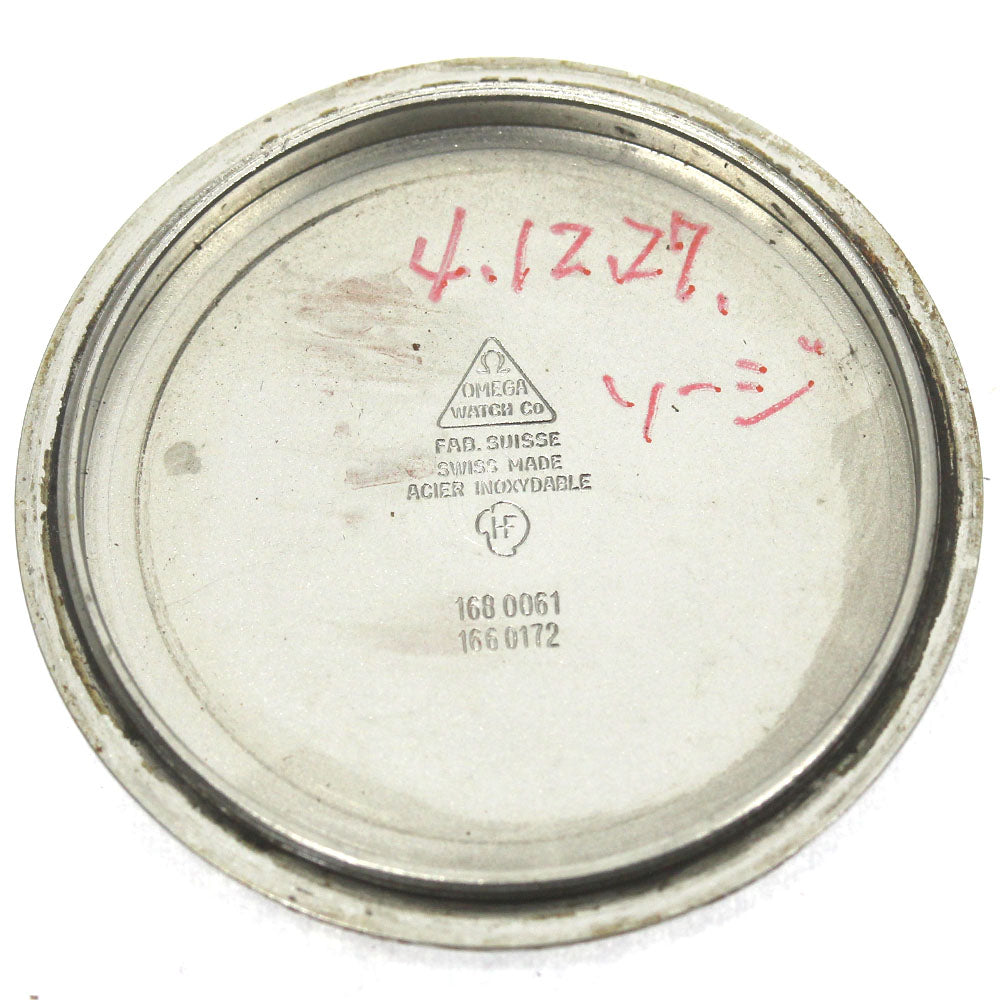 4.12.27.
ソージ
Ω
OMEGA
WATCH Co
FAB. SUISSE
SWISS MADE
ACIER INOXYDABLE
HF
168 0061
166 0172